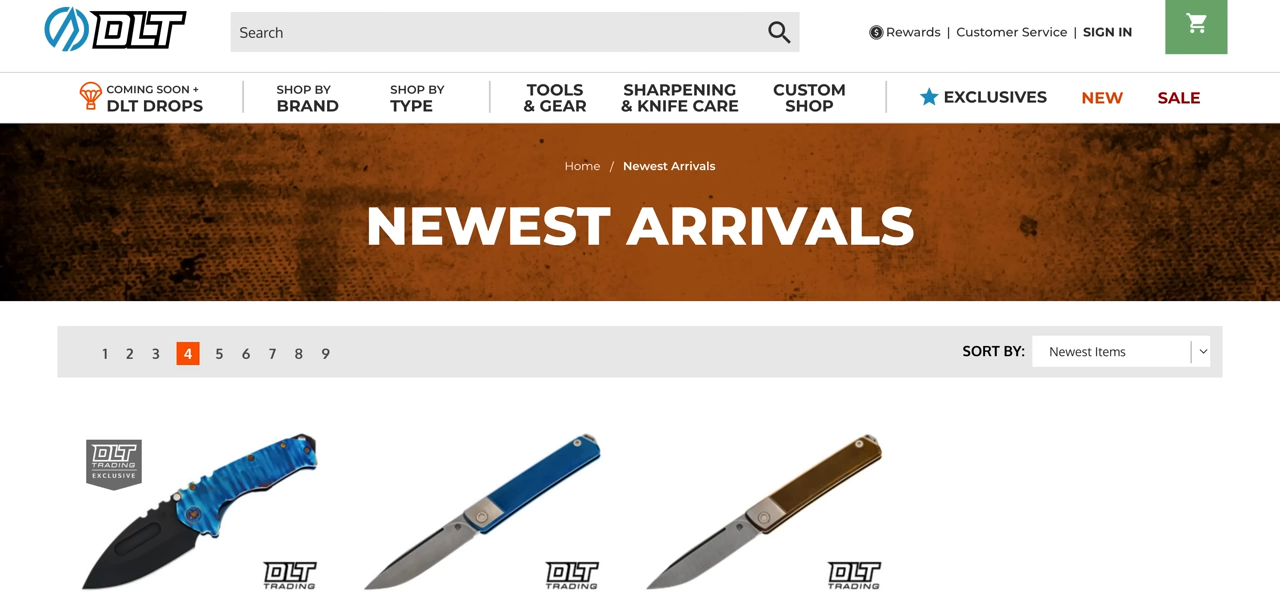 DLT
Search
Rewards | Customer Service | SIGN IN
COMING SOON +
DLT DROPS
SHOP BY
BRAND
SHOP BY
TYPE
TOOLS
& GEAR
SHARPENING
& KNIFE CARE
CUSTOM
SHOP
EXCLUSIVES
NEW
SALE
Home / Newest Arrivals
NEWEST ARRIVALS
1 2 3 4 5 6 7 8 9
SORT BY: Newest Items
DLT
TRADING
EXCLUSIVE
DLT
TRADING
DLT
TRADING
DLT
TRADING